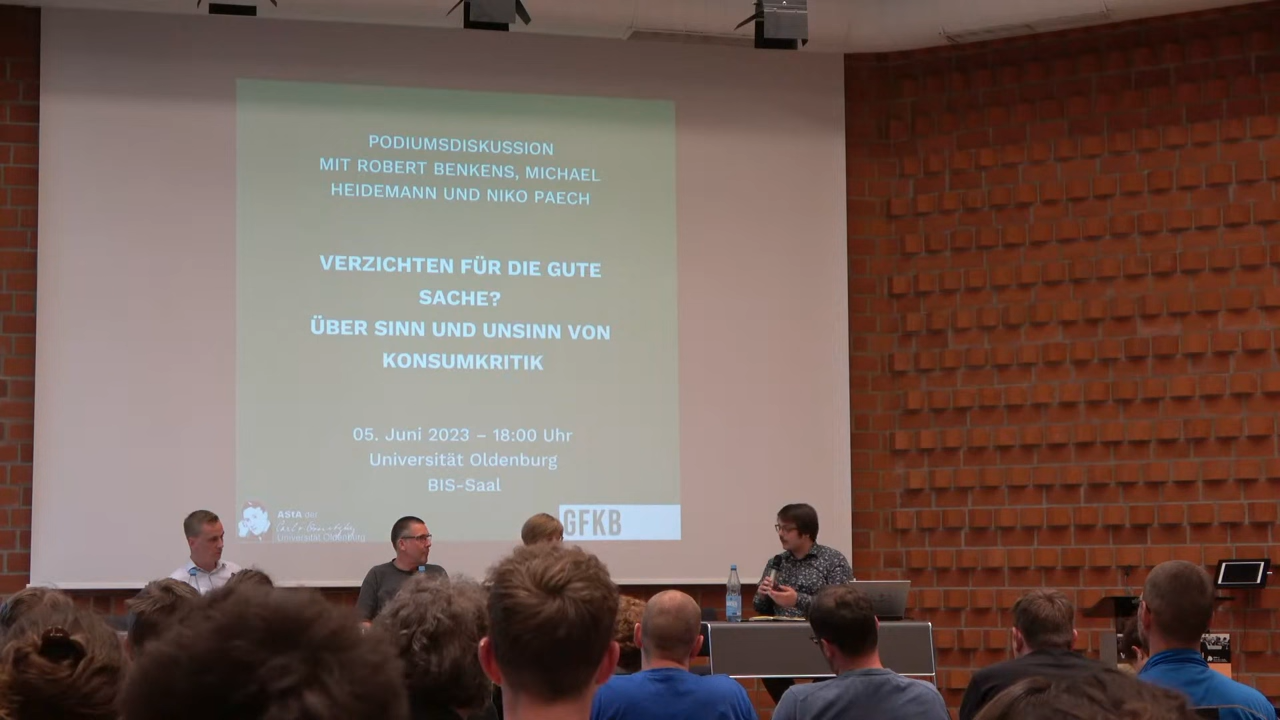 PODIUMSDISKUSSION
MIT ROBERT BENKENS, MICHAEL
HEIDEMANN UND NIKO PAECH
VERZICHTEN FÜR DIE GUTE
SACHE?
ÜBER SINN UND UNSINN VON
KONSUMKRITIK
05. Juni 2023 – 18:00 Uhr
Universität Oldenburg
BIS-Saal
AStA der
Universität Oldenburg
GFKB